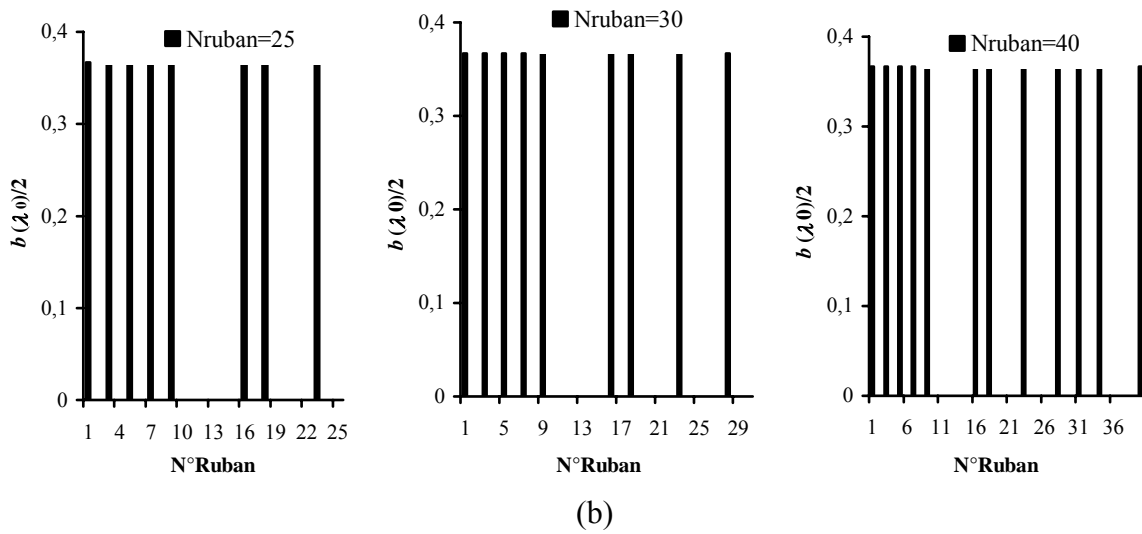 Nruban=25
0,4
0,3
0,2
0,1
0
b (λ0)/2
1 4 7 10 13 16 19 22 25
N°Ruban
Nruban=30
0,4
0,3
0,2
0,1
0
b (λ0)/2
1 5 9 13 17 21 25 29
N°Ruban
Nruban=40
0,4
0,3
0,2
0,1
0
b (λ0)/2
1 6 11 16 21 26 31 36
N°Ruban
(b)